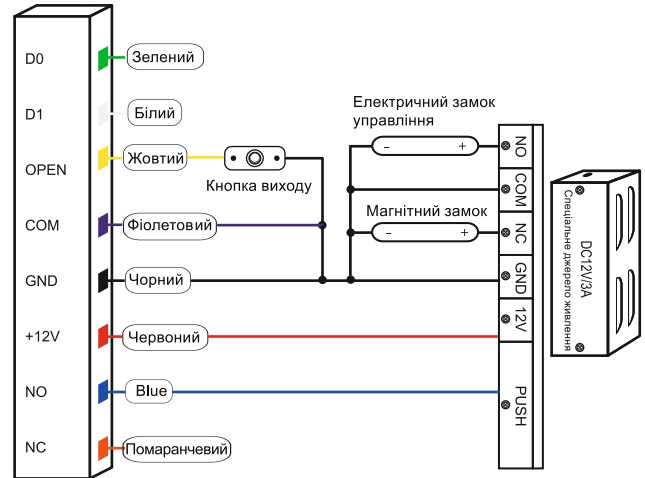 D0
Зелений
D1
Білий
OPEN
Жовтий
Кнопка виходу
COM
Фіолетовий
GND
Чорний
+12V
Червоний
NO
Blue
NC
Помаранчевий
Електричний замок
управління
- +
Магнітний замок
- +
NO
COM
NC
GND
12V
PUSH
DC12V/3A
Спеціальне джерело живлення